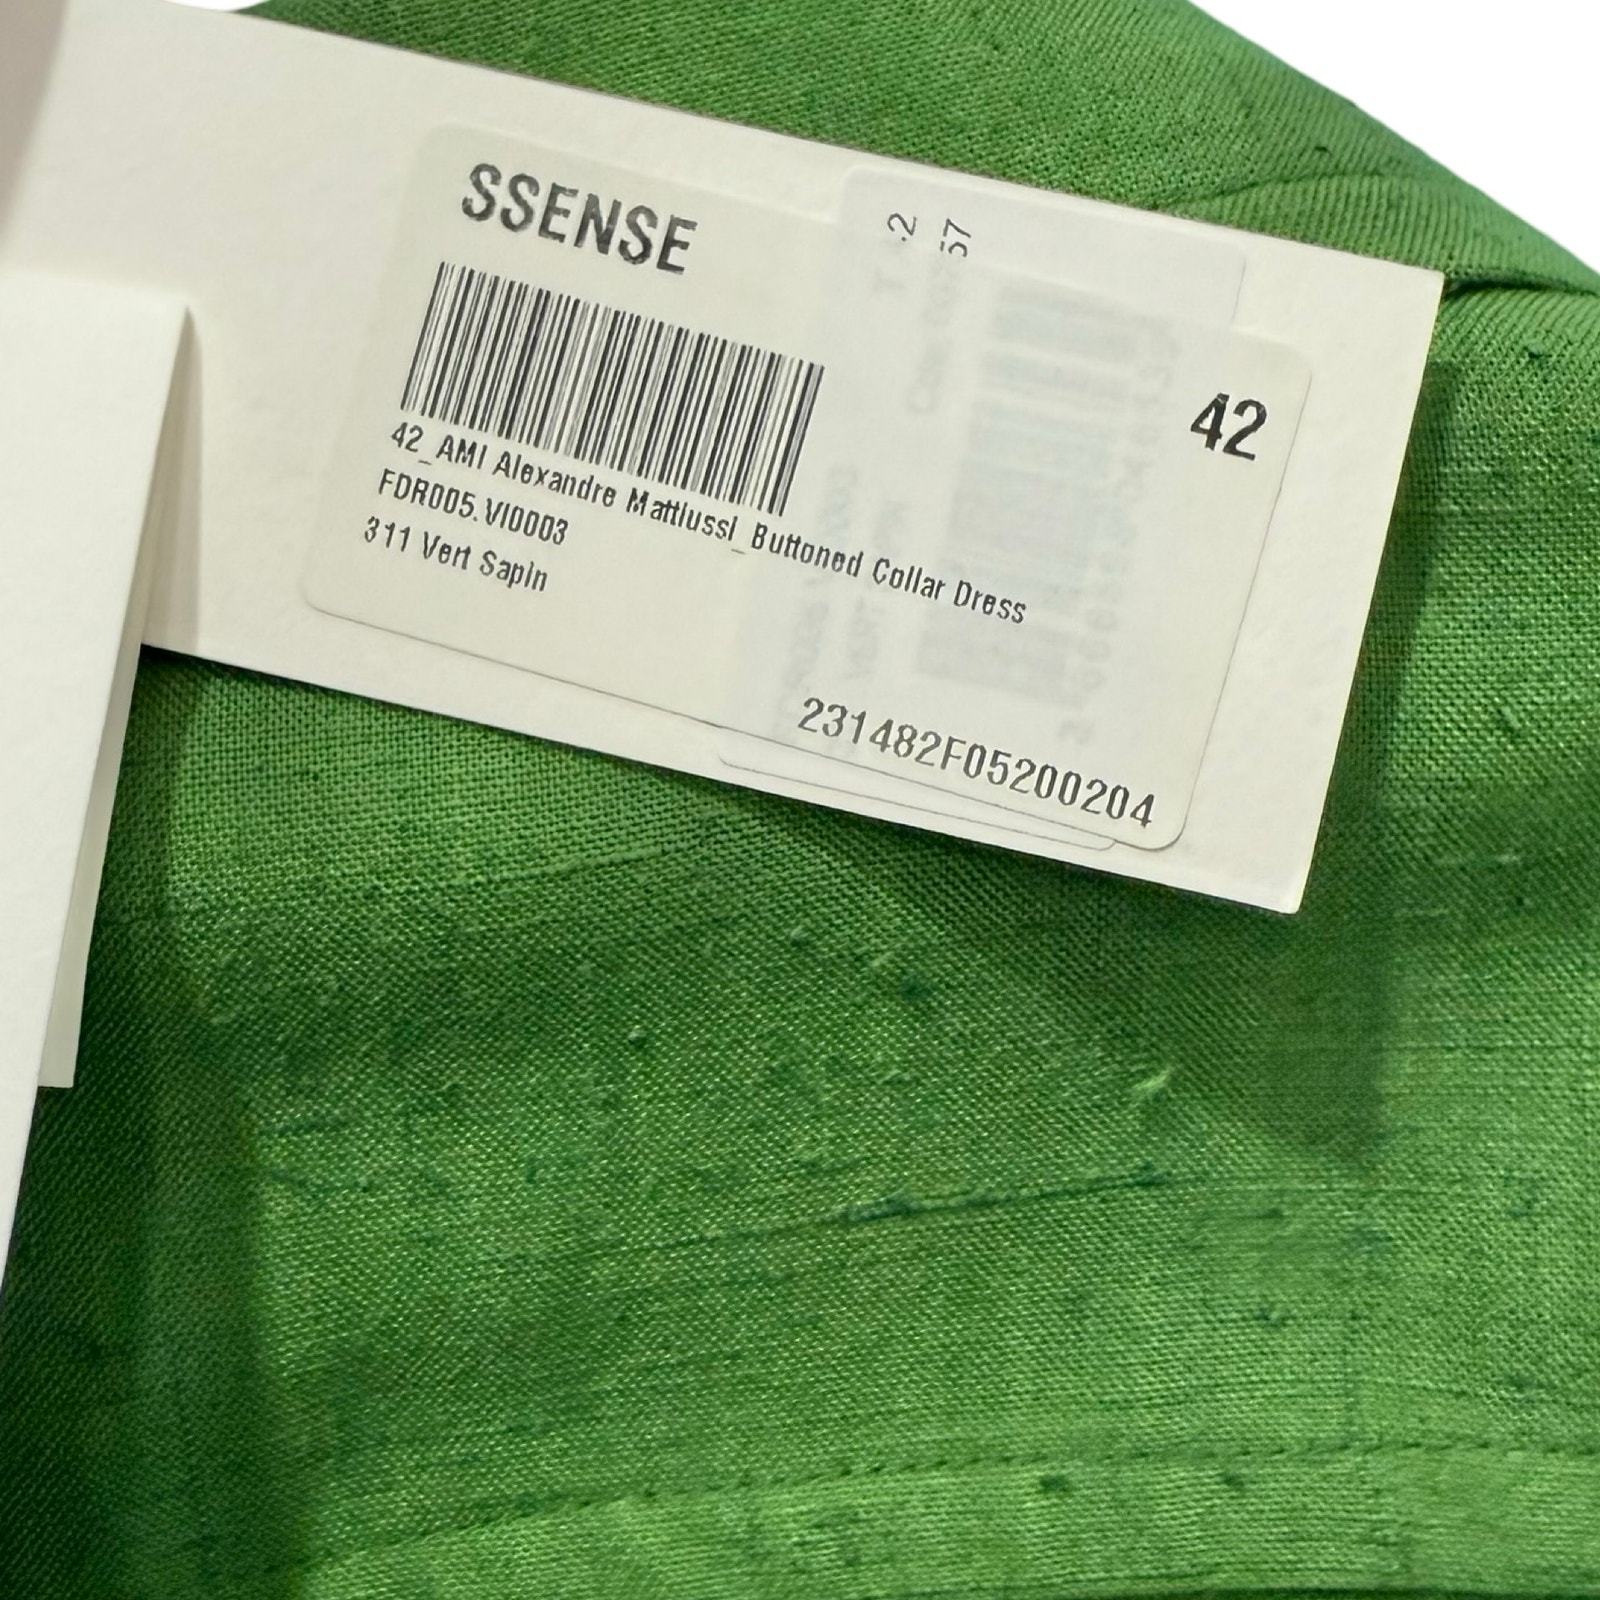 SSENSE
42
42_AMI Alexandre Mattiussi_Buttoned Collar Dress
FDR005.VI0003
311 Vert Sapin
231482F05200204